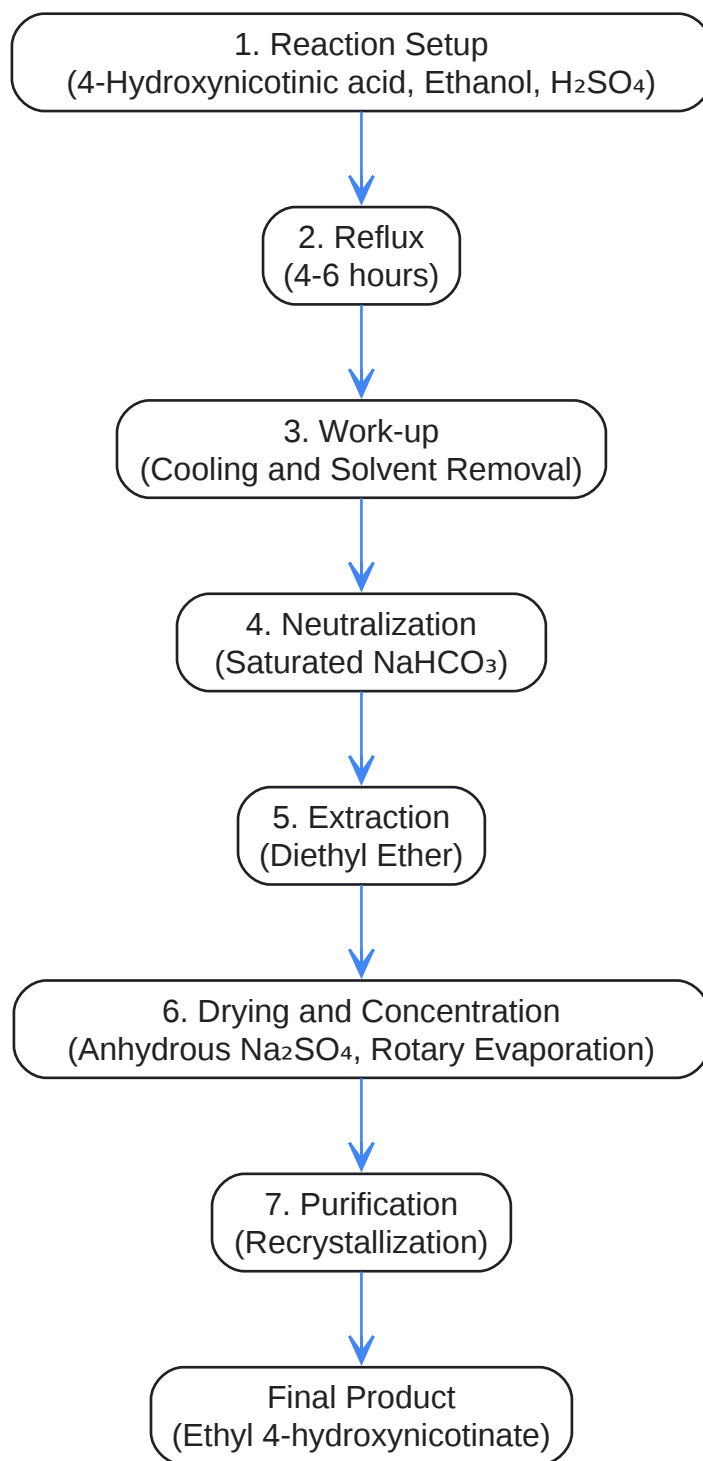 1. Reaction Setup
(4-Hydroxynicotinic acid, Ethanol, H₂SO₄)
2. Reflux
(4-6 hours)
3. Work-up
(Cooling and Solvent Removal)
4. Neutralization
(Saturated NaHCO₃)
5. Extraction
(Diethyl Ether)
6. Drying and Concentration
(Anhydrous Na₂SO₄, Rotary Evaporation)
7. Purification
(Recrystallization)
Final Product
(Ethyl 4-hydroxynicotinate)